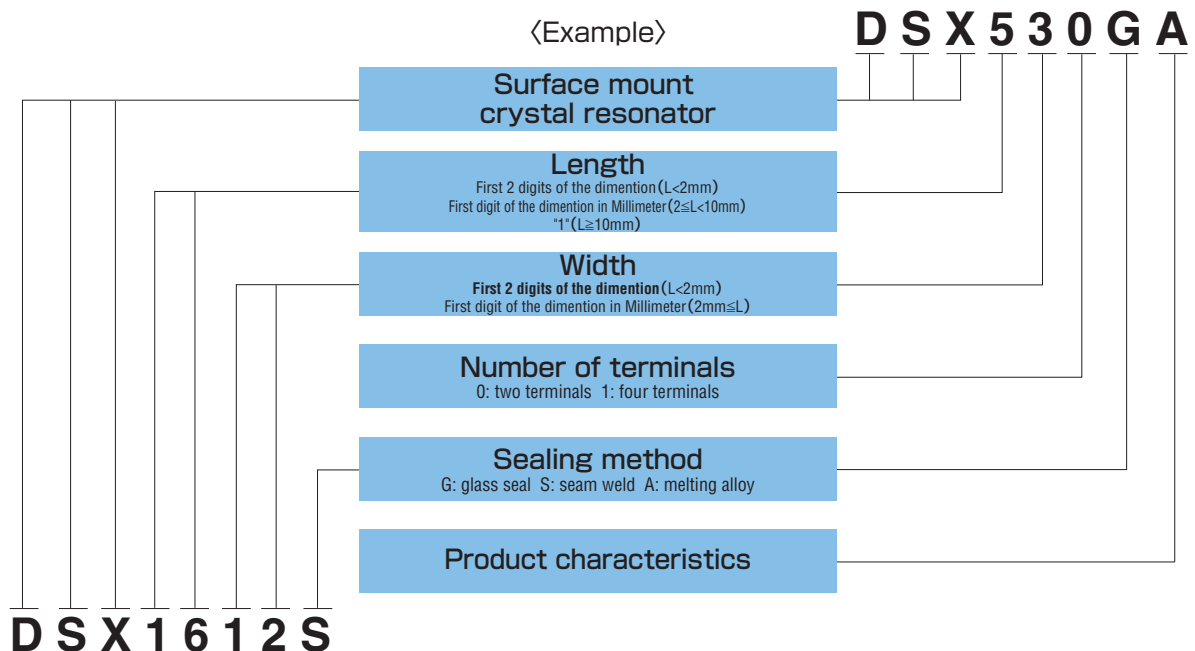 〈Example〉
D S X 5 3 0 G A
Surface mount
crystal resonator
Length
First 2 digits of the dimention(L<2mm)
First digit of the dimention in Millimeter(2≦L<10mm)
"1"(L≧10mm)
Width
First 2 digits of the dimention(L<2mm)
First digit of the dimention in Millimeter(2mm≦L)
Number of terminals
0: two terminals 1: four terminals
Sealing method
G: glass seal S: seam weld A: melting alloy
Product characteristics
D S X 1 6 1 2 S